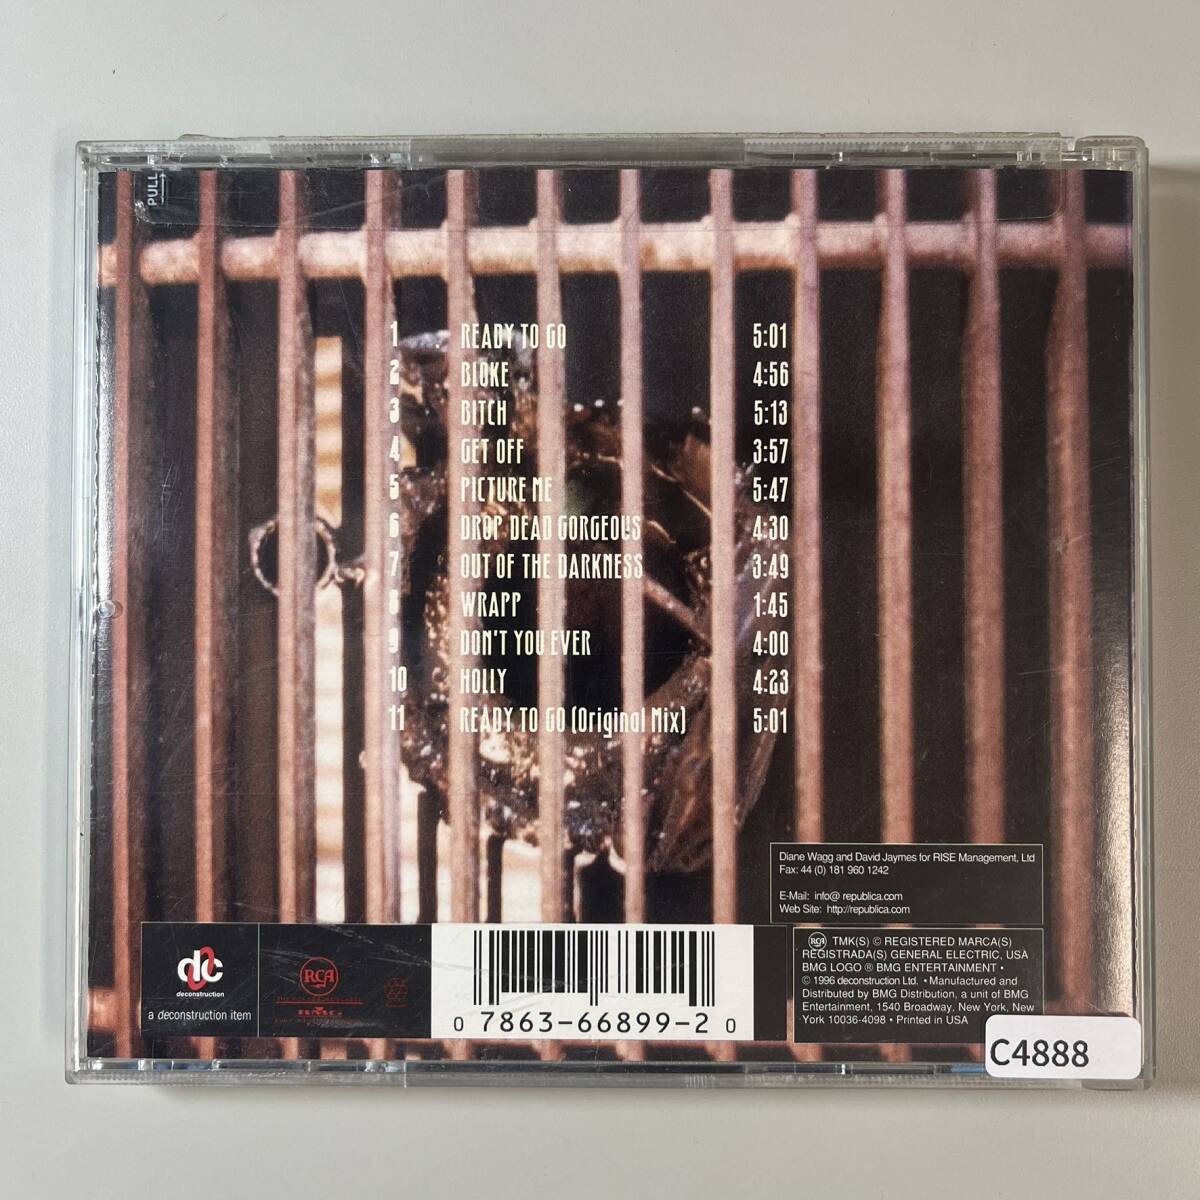 PULL
1 READY TO GO 5:01
2 BLOKE 4:56
3 BITCH 5:13
4 GET OFF 3:57
5 PICTURE ME 5:47
6 DROP DEAD GORGEOUS 4:30
7 OUT OF THE DARKNESS 3:49
8 WRAPP 1:45
9 DON'T YOU EVER 4:00
10 HOLLY 4:23
11 READY TO GO (Original Mix) 5:01
Diane Wagg and David Jaymes for RISE Management, Ltd
Fax: 44 (0) 181 960 1242
E-Mail: info@ republica.com
Web Site: http://republica.com
dc
deconstruction
a deconstruction item
RCA
BMG
0 7863-66899-2 0
RCA TMK(S) © REGISTERED MARCA(S)
REGISTRADA(S) GENERAL ELECTRIC, USA
BMG LOGO ® BMG ENTERTAINMENT •
© 1996 deconstruction Ltd. • Manufactured and
Distributed by BMG Distribution, a unit of BMG
Entertainment, 1540 Broadway, New York, New
York 10036-4098 • Printed in USA
C4888